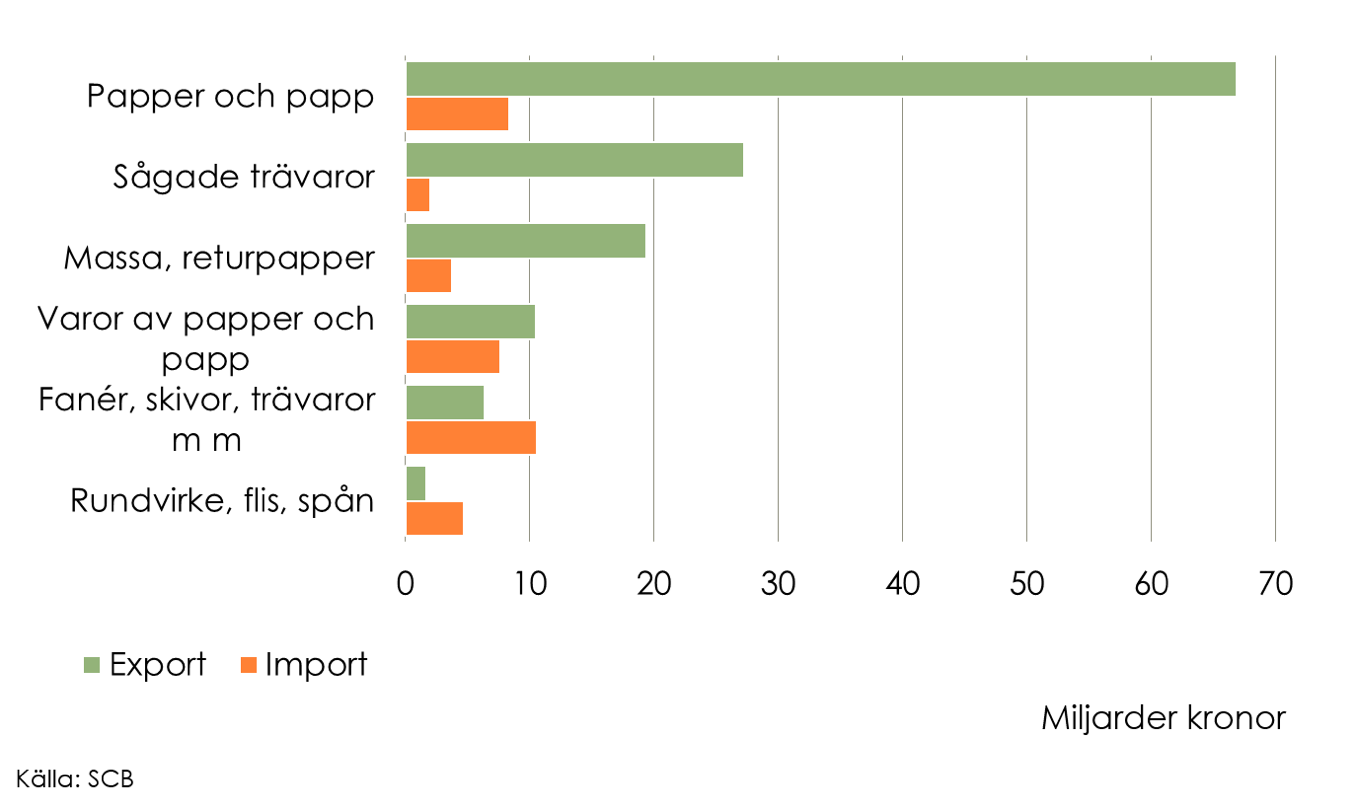 Papper och papp
Sågade trävaror
Massa, returpapper
Varor av papper och
papp
Fanér, skivor, trävaror
m m
Rundvirke, flis, spån
0 10 20 30 40 50 60 70
Export Import
Miljarder kronor
Källa: SCB